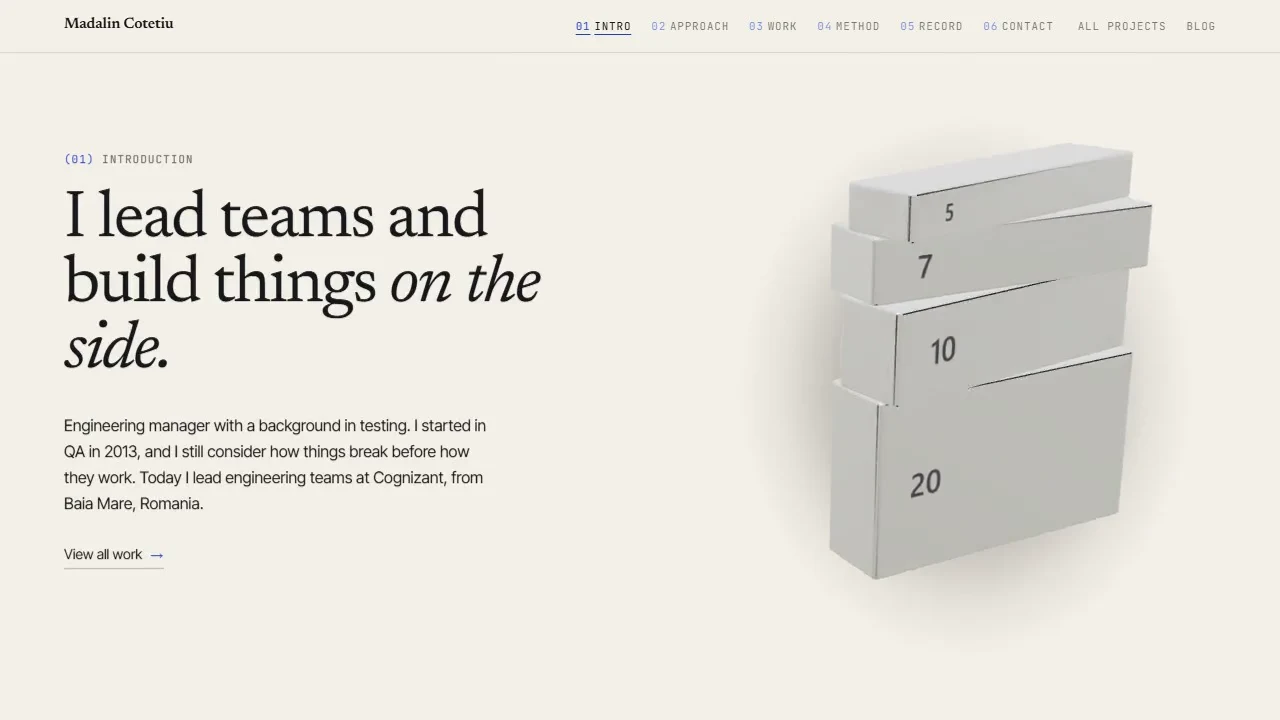 Madalin Cotetiu
01 INTRO 02 APPROACH 03 WORK 04 METHOD 05 RECORD 06 CONTACT ALL PROJECTS BLOG
(01) INTRODUCTION
I lead teams and
build things on the
side.
Engineering manager with a background in testing. I started in
QA in 2013, and I still consider how things break before how
they work. Today I lead engineering teams at Cognizant, from
Baia Mare, Romania.
View all work →
5
7
10
20